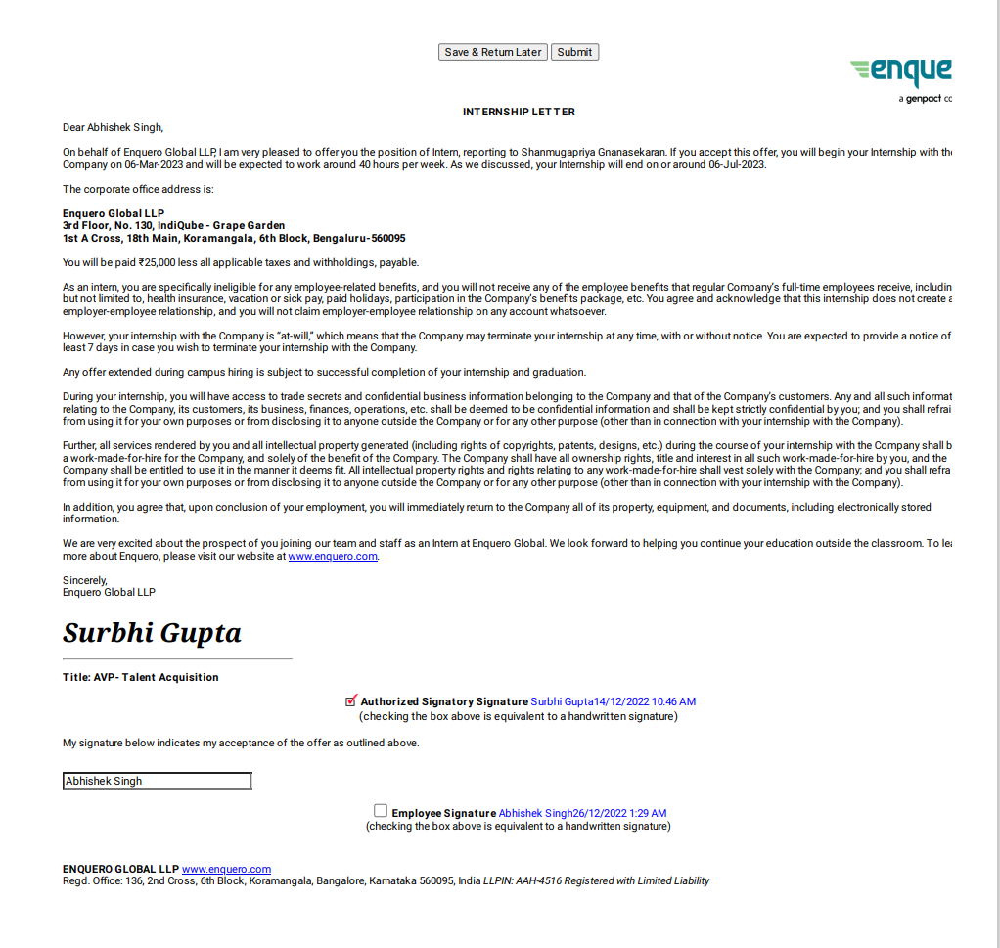 Save & Return Later Submit
enque
a genpact cc
INTERNSHIP LETTER
Dear Abhishek Singh,
On behalf of Enquero Global LLP, I am very pleased to offer you the position of Intern, reporting to Shanmugapriya Gnanasekaran. If you accept this offer, you will begin your Internship with the
Company on 06-Mar-2023 and will be expected to work around 40 hours per week. As we discussed, your Internship will end on or around 06-Jul-2023.
The corporate office address is:
Enquero Global LLP
3rd Floor, No. 130, IndiQube - Grape Garden
1st A Cross, 18th Main, Koramangala, 6th Block, Bengaluru-560095
You will be paid ₹25,000 less all applicable taxes and withholdings, payable.
As an intern, you are specifically ineligible for any employee-related benefits, and you will not receive any of the employee benefits that regular Company's full-time employees receive, includin
but not limited to, health insurance, vacation or sick pay, paid holidays, participation in the Company's benefits package, etc. You agree and acknowledge that this internship does not create a
employer-employee relationship, and you will not claim employer-employee relationship on any account whatsoever.
However, your internship with the Company is "at-will," which means that the Company may terminate your internship at any time, with or without notice. You are expected to provide a notice of
least 7 days in case you wish to terminate your internship with the Company.
Any offer extended during campus hiring is subject to successful completion of your internship and graduation.
During your internship, you will have access to trade secrets and confidential business information belonging to the Company and that of the Company's customers. Any and all such informat
relating to the Company, its customers, its business, finances, operations, etc. shall be deemed to be confidential information and shall be kept strictly confidential by you; and you shall refrai
from using it for your own purposes or from disclosing it to anyone outside the Company or for any other purpose (other than in connection with your internship with the Company).
Further, all services rendered by you and all intellectual property generated (including rights of copyrights, patents, designs, etc.) during the course of your internship with the Company shall b
a work-made-for-hire for the Company, and solely of the benefit of the Company. The Company shall have all ownership rights, title and interest in all such work-made-for-hire by you, and the
Company shall be entitled to use it in the manner it deems fit. All intellectual property rights and rights relating to any work-made-for-hire shall vest solely with the Company; and you shall refra
from using it for your own purposes or from disclosing it to anyone outside the Company or for any other purpose (other than in connection with your internship with the Company).
In addition, you agree that, upon conclusion of your employment, you will immediately return to the Company all of its property, equipment, and documents, including electronically stored
information.
We are very excited about the prospect of you joining our team and staff as an Intern at Enquero Global. We look forward to helping you continue your education outside the classroom. To lea
more about Enquero, please visit our website at www.enquero.com.
Sincerely,
Enquero Global LLP
Surbhi Gupta
Title: AVP- Talent Acquisition
Authorized Signatory Signature Surbhi Gupta14/12/2022 10:46 AM
(checking the box above is equivalent to a handwritten signature)
My signature below indicates my acceptance of the offer as outlined above.
Abhishek Singh
Employee Signature Abhishek Singh26/12/2022 1:29 AM
(checking the box above is equivalent to a handwritten signature)
ENQUERO GLOBAL LLP www.enquero.com
Regd. Office: 136, 2nd Cross, 6th Block, Koramangala, Bangalore, Karnataka 560095, India LLPIN: AAH-4516 Registered with Limited Liability